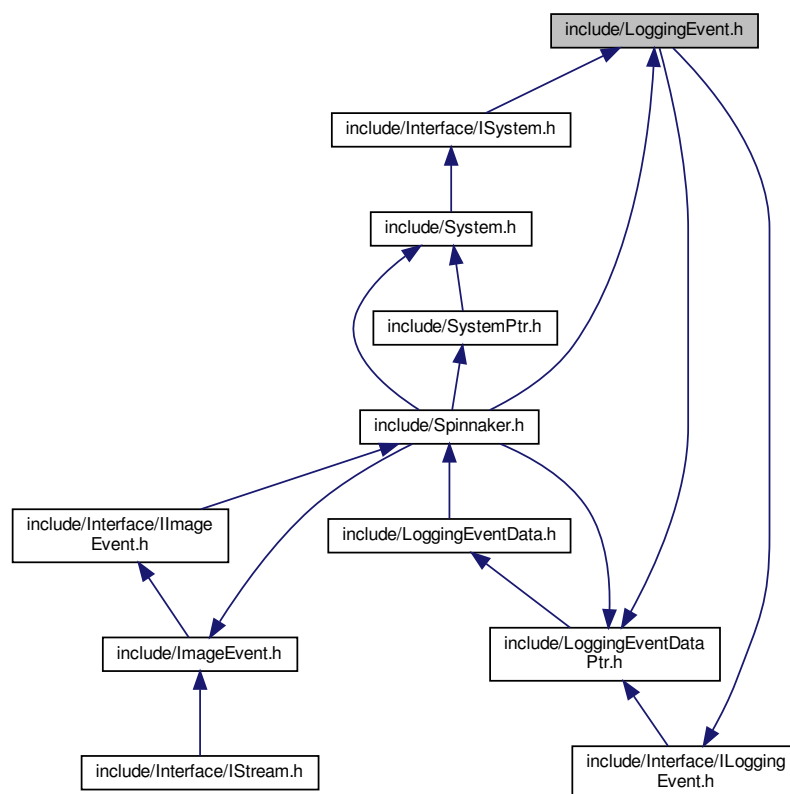 include/LoggingEvent.h
include/Interface/ISystem.h
include/System.h
include/SystemPtr.h
include/Spinnaker.h
include/Interface/IImage
Event.h
include/LoggingEventData.h
include/ImageEvent.h
include/LoggingEventData
Ptr.h
include/Interface/IStream.h
include/Interface/ILogging
Event.h